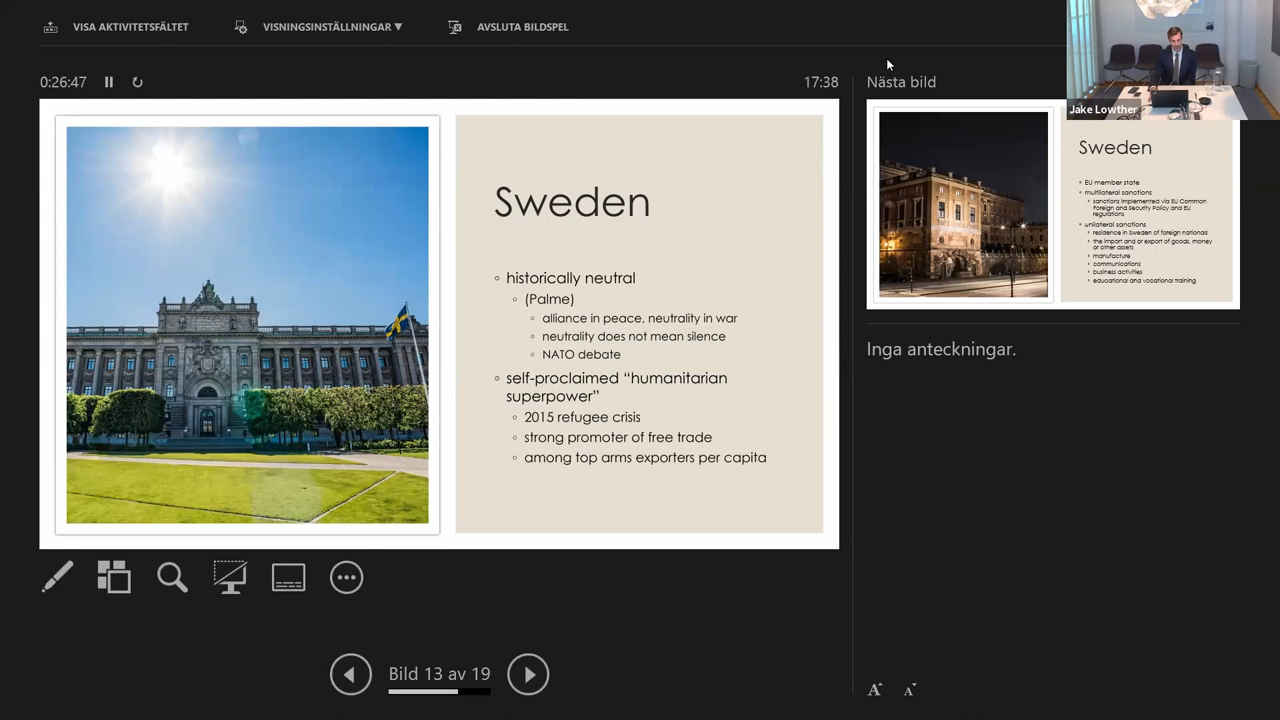 VISA AKTIVITETSFÄLTET
VISNINGSINSTÄLLNINGAR ▼
AVSLUTA BILDSPEL
0:26:47
17:38
Nästa bild
Jake Lowther
Sweden
historically neutral
(Palme)
alliance in peace, neutrality in war
neutrality does not mean silence
NATO debate
self-proclaimed “humanitarian
superpower”
2015 refugee crisis
strong promoter of free trade
among top arms exporters per capita
Sweden
EU member state
multilateral sanctions
sanctions implemented via EU Common
Foreign and Security Policy and EU
regulations
unilateral sanctions
residence in Sweden of foreign nationals
the import and or export of goods, money
or other assets
manufacture
communications
business activities
educational and vocational training
Inga anteckningar.
Bild 13 av 19
A A